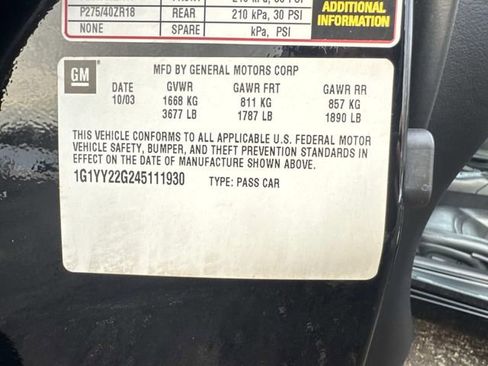 P275/40ZR18 REAR 210 kPa, 30 PSI
NONE SPARE kPa, PSI
ADDITIONAL
INFORMATION
GM
MFD BY GENERAL MOTORS CORP
DATE GVWR GAWR FRT GAWR RR
10/03 1668 KG 811 KG 857 KG
3677 LB 1787 LB 1890 LB
THIS VEHICLE CONFORMS TO ALL APPLICABLE U.S. FEDERAL MOTOR
VEHICLE SAFETY, BUMPER, AND THEFT PREVENTION STANDARDS IN
EFFECT ON THE DATE OF MANUFACTURE SHOWN ABOVE.
1G1YY22G245111930 TYPE: PASS CAR